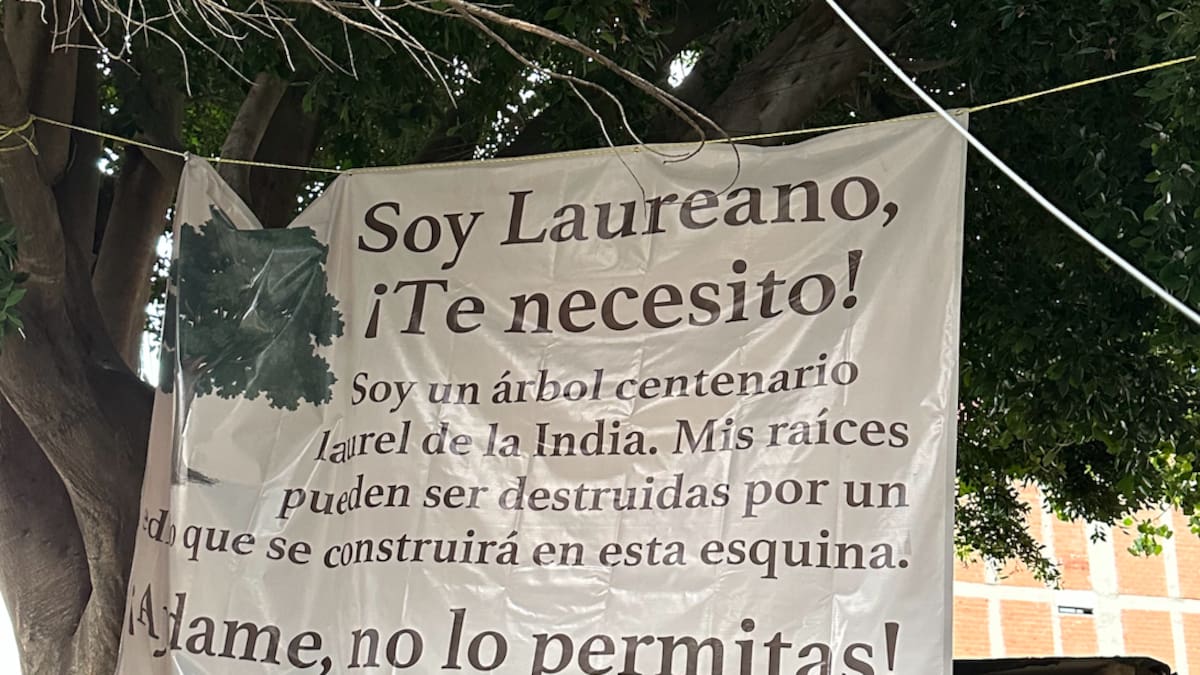 Soy Laureano,
¡Te necesito!
Soy un árbol centenario
laurel de la India. Mis raíces
pueden ser destruidas por un
que se construirá en esta esquina.
¡Ayúdame, no lo permitas!